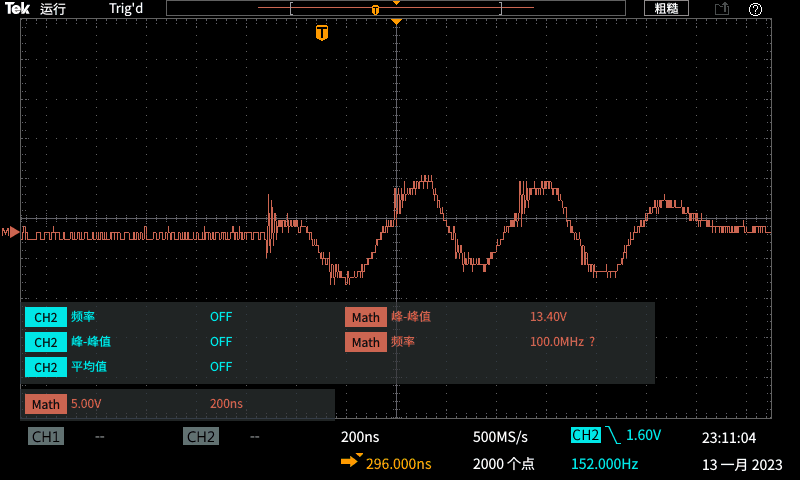 Tek 运行 Trig'd 粗糙
T
T
M
CH2 频率 OFF Math 峰-峰值 13.40V
CH2 峰-峰值 OFF Math 频率 100.0MHz ?
CH2 平均值 OFF
Math 5.00V 200ns
CH1 -- CH2 -- 200ns 500MS/s CH2 1.60V 23:11:04
296.000ns 2000 个点 152.000Hz 13 一月 2023